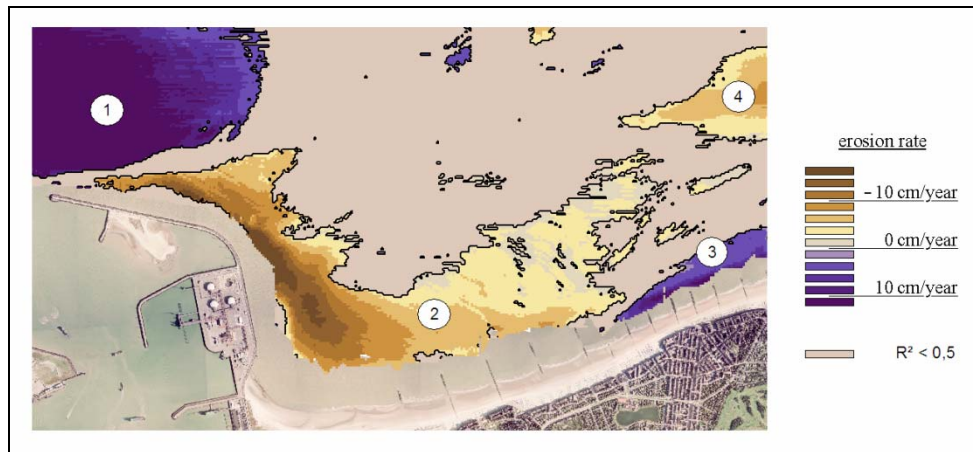 1
4
erosion rate
– 10 cm/year
0 cm/year
3
10 cm/year
2
R² < 0,5